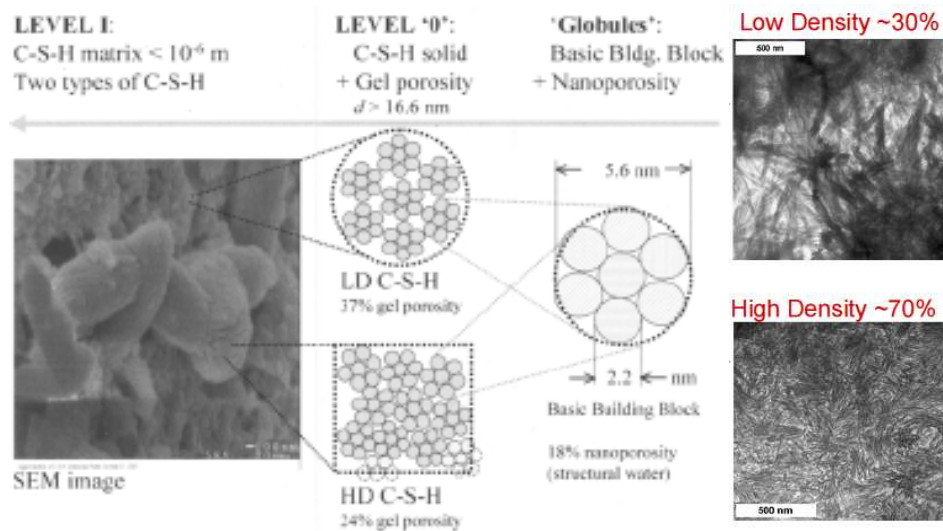 LEVEL I:
C-S-H matrix < 10⁻⁶ m
Two types of C-S-H
LEVEL '0':
C-S-H solid
+ Gel porosity
d > 16.6 nm
'Globules':
Basic Bldg. Block
+ Nanoporosity
SEM image
LD C-S-H
37% gel porosity
HD C-S-H
24% gel porosity
5.6 nm
2.2 nm
Basic Building Block
18% nanoporosity
(structural water)
Low Density ~30%
500 nm
High Density ~70%
500 nm